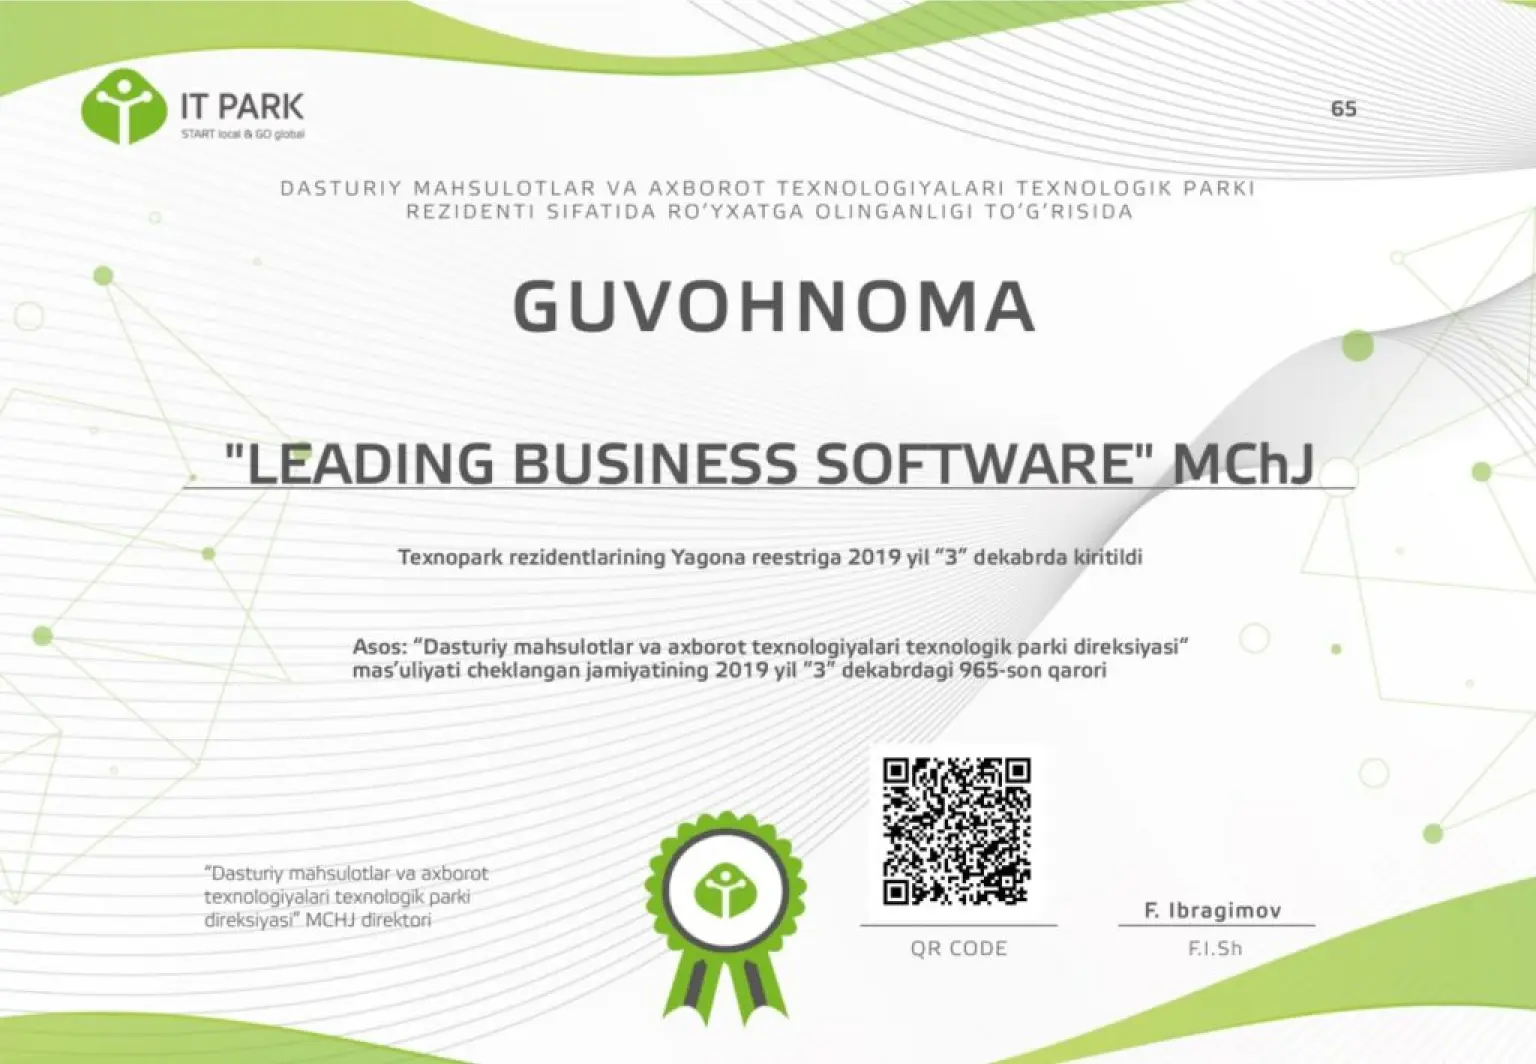 IT PARK
START local & GO global
65
DASTURIY MAHSULOTLAR VA AXBOROT TEXNOLOGIYALARI TEXNOLOGIK PARKI
REZIDENTI SIFATIDA RO‘YXATGA OLINGANLIGI TO‘G‘RISIDA
GUVOHNOMA
"LEADING BUSINESS SOFTWARE" MChJ
Texnopark rezidentlarining Yagona reestriga 2019 yil “3” dekabrda kiritildi
Asos: “Dasturiy mahsulotlar va axborot texnologiyalari texnologik parki direksiyasi“
mas’uliyati cheklangan jamiyatining 2019 yil “3” dekabrdagi 965-son qarori
“Dasturiy mahsulotlar va axborot
texnologiyalari texnologik parki
direksiyasi” MCHJ direktori
QR CODE
F. Ibragimov
F.I.Sh